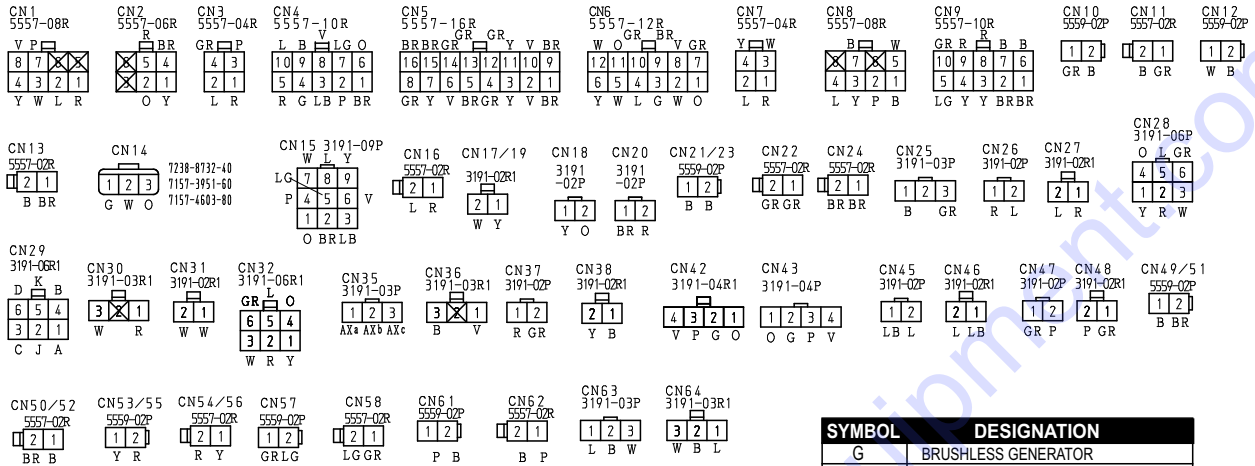 CN1
5557-08R
V P
8 7
4 3 2 1
Y W L R
CN2
5557-06R
R
BR
5 4
2 1
O Y
CN3
5557-04R
GR P
4 3
2 1
L R
CN4
5557-10R
V
L B LG O
10 9 8 7 6
5 4 3 2 1
R G LB P BR
CN5
5557-16R
GR GR
BR BR GR Y V BR
16 15 14 13 12 11 10 9
8 7 6 5 4 3 2 1
GR Y V BR GR Y V BR
CN6
5557-12R
GR BR
W O V GR
12 11 10 9 8 7
6 5 4 3 2 1
Y W L G W O
CN7
5557-04R
Y W
4 3
2 1
L R
CN8
5557-08R
B W
5
4 3 2 1
L Y P B
CN9
5557-10R
R
GR R B B
10 9 8 7 6
5 4 3 2 1
LG Y Y BR BR
CN10
5559-02P
1 2
GR B
CN11
5557-02R
2 1
B GR
CN12
5559-02P
1 2
W B
CN13
5557-02R
2 1
B BR
CN14
1 2 3
G W O
7238-8732-40
7157-3951-60
7157-4603-80
CN15 3191-09P
W L Y
LG
7 8 9
P 4 5 6 V
1 2 3
O BR LB
CN16
5557-02R
2 1
L R
CN17/19
3191-02R1
2 1
W Y
CN18
3191
-02P
1 2
Y O
CN20
3191
-02P
1 2
BR R
CN21/23
5559-02P
1 2
B B
CN22
5557-02R
2 1
GR GR
CN24
5557-02R
2 1
BR BR
CN25
3191-03P
1 2 3
B GR
CN26
3191-02P
1 2
R L
CN27
3191-02R1
2 1
L R
CN28
3191-06P
O L GR
4 5 6
1 2 3
Y R W
CN29
3191-06R1
D K B
6 5 4
3 2 1
C J A
CN30
3191-03R1
3 2 1
W R
CN31
3191-02R1
2 1
W W
CN32
3191-06R1
GR L O
6 5 4
3 2 1
W R Y
CN35
3191-03P
1 2 3
AXa AXb AXc
CN36
3191-03R1
3 2 1
B V
CN37
3191-02P
1 2
R GR
CN38
3191-02R1
2 1
Y B
CN42
3191-04R1
4 3 2 1
V P G O
CN43
3191-04P
1 2 3 4
O G P V
CN45
3191-02P
1 2
LB L
CN46
3191-02R1
2 1
L LB
CN47
3191-02P
1 2
GR P
CN48
3191-02R1
2 1
P GR
CN49/51
5559-02P
1 2
B BR
CN50/52
5557-02R
2 1
BR B
CN53/55
5559-02P
1 2
Y R
CN54/56
5557-02R
2 1
R Y
CN57
5559-02P
1 2
GR LG
CN58
5557-02R
2 1
LG GR
CN61
5559-02P
1 2
P B
CN62
5557-02R
2 1
B P
CN63
3191-03P
1 2 3
L B W
CN64
3191-03R1
3 2 1
W B L
SYMBOL DESIGNATION
G BRUSHLESS GENERATOR